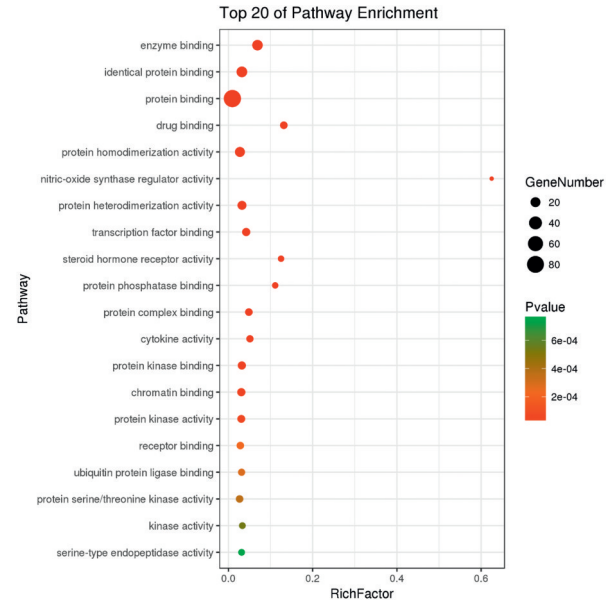 Top 20 of Pathway Enrichment
enzyme binding
identical protein binding
protein binding
drug binding
protein homodimerization activity
nitric-oxide synthase regulator activity
protein heterodimerization activity
transcription factor binding
steroid hormone receptor activity
protein phosphatase binding
protein complex binding
cytokine activity
protein kinase binding
chromatin binding
protein kinase activity
receptor binding
ubiquitin protein ligase binding
protein serine/threonine kinase activity
kinase activity
serine-type endopeptidase activity
Pathway
0.0 0.2 0.4 0.6
RichFactor
GeneNumber
20
40
60
80
Pvalue
6e-04
4e-04
2e-04